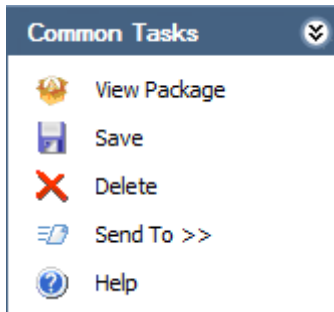 Common Tasks
View Package
Save
Delete
Send To >>
Help